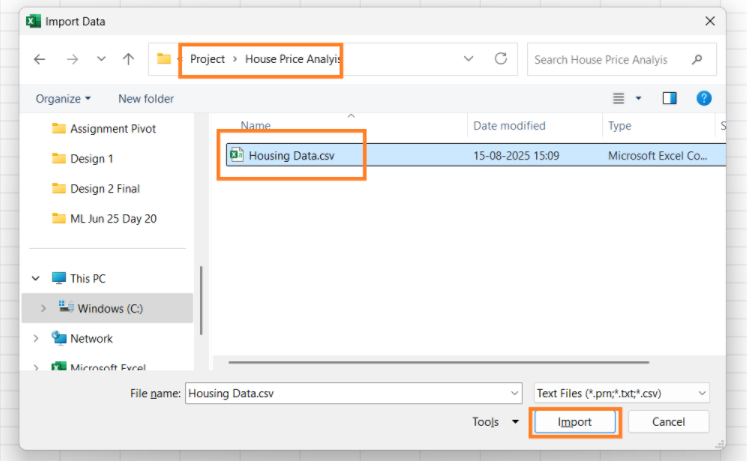 Import Data
Project > House Price Analyis
Search House Price Analyis
Organize
New folder
Name
Date modified
Type
S
Assignment Pivot
Design 1
Design 2 Final
ML Jun 25 Day 20
Housing Data.csv
15-08-2025 15:09
Microsoft Excel Co...
This PC
Windows (C:)
Network
Microsoft Excel
File name:
Housing Data.csv
Text Files (*.prn;*.txt;*.csv)
Tools
Import
Cancel